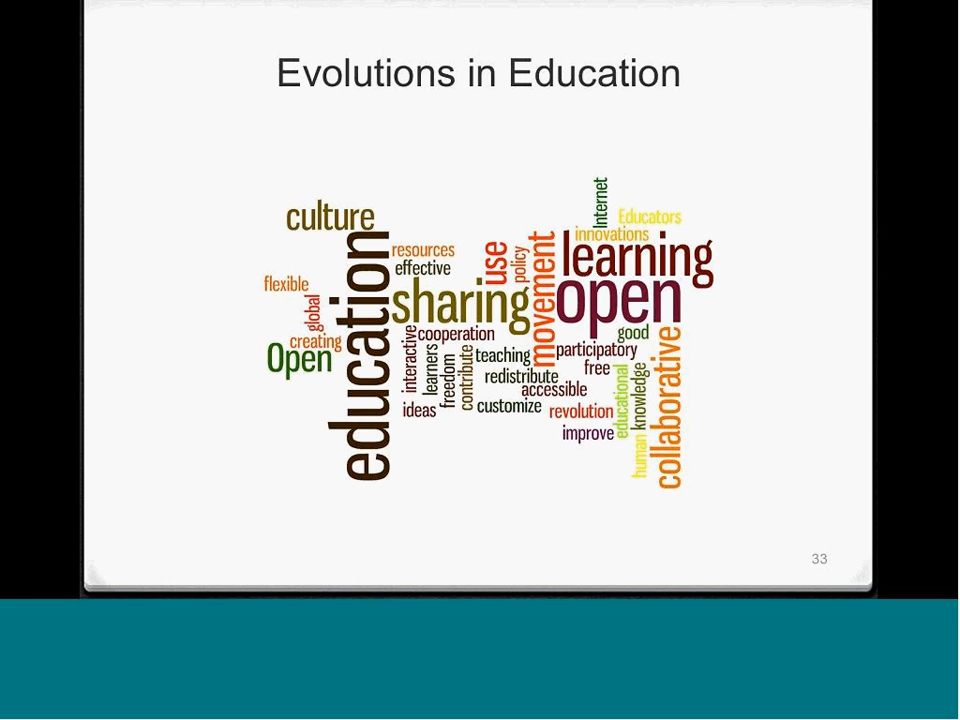 Evolutions in Education
Internet
culture
Educators
innovations
education
resources
use
policy
movement
learning
effective
flexible
sharing
open
global
creating
Open
cooperation
good
interactive
learners
freedom
contribute
teaching
participatory
collaborative
redistribute
free
accessible
educational
knowledge
ideas
customize
revolution
improve
human
33